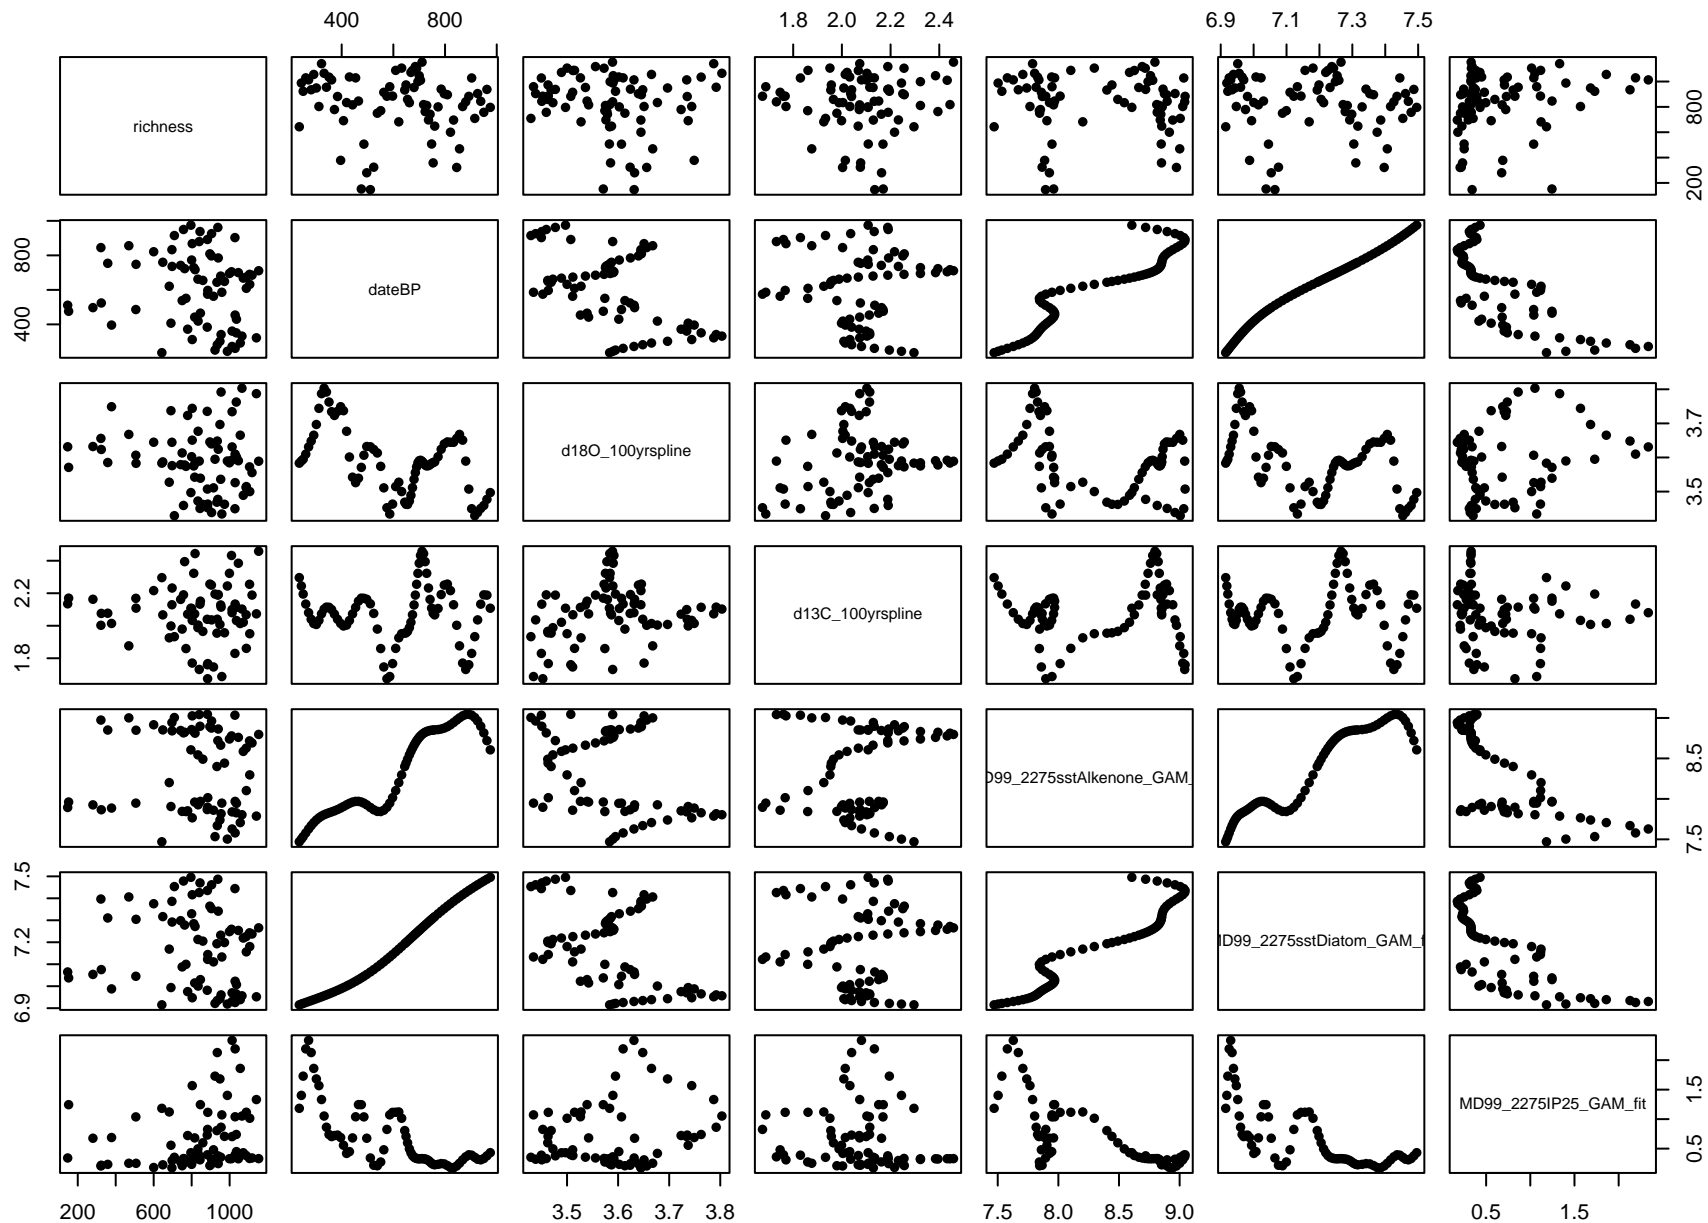 400 800
1.8 2.0 2.2 2.4
6.9 7.1 7.3 7.5
richness
200 800
400 800
dateBP
d18O_100yrspline
3.5 3.7
1.8 2.2
d13C_100yrspline
D99_2275sstAlkenone_GAM_
7.5 8.5
6.9 7.2 7.5
ID99_2275sstDiatom_GAM_f
MD99_2275IP25_GAM_fit
0.5 1.5
200 600 1000
3.5 3.6 3.7 3.8
7.5 8.0 8.5 9.0
0.5 1.5